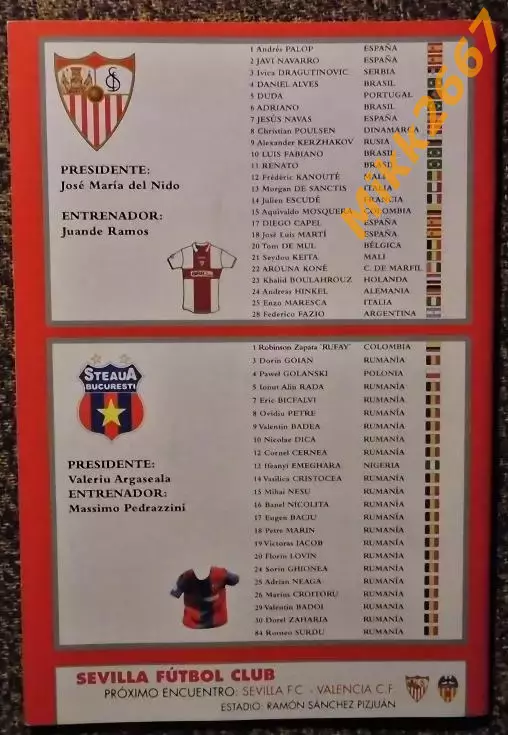 PRESIDENTE:
José María del Nido
ENTRENADOR:
Juande Ramos
1 Andrés PALOP ESPAÑA
2 JAVI NAVARRO ESPAÑA
3 Ivica DRAGUTINOVIC SERBIA
4 DANIEL ALVES BRASIL
5 DUDA PORTUGAL
6 ADRIANO BRASIL
7 JESÚS NAVAS ESPAÑA
8 Christian POULSEN DINAMARCA
9 Alexander KERZHAKOV RUSIA
10 LUIS FABIANO BRASIL
11 RENATO BRASIL
12 Frédéric KANOUTÉ MALI
13 Morgan DE SANCTIS ITALIA
14 Julien ESCUDÉ FRANCIA
15 Aquivaldo MOSQUERA COLOMBIA
17 DIEGO CAPEL ESPAÑA
18 José Luis MARTÍ ESPAÑA
20 Tom DE MUL BÉLGICA
21 Seydou KEITA MALÍ
22 AROUNA KONÉ C. DE MARFIL
23 Khalid BOULAHROUZ HOLANDA
24 Andreas HINKEL ALEMANIA
25 Enzo MARESCA ITALIA
28 Federico FAZIO ARGENTINA
STEAUA
BUCURESTI
PRESIDENTE:
Valeriu Argaseala
ENTRENADOR:
Massimo Pedrazzini
1 Robinson Zapata "RUFAY" COLOMBIA
3 Dorin GOIAN RUMANÍA
4 Pawel GOLANSKI POLONIA
5 Ionut Alin RADA RUMANÍA
7 Eric BICFALVI RUMANÍA
8 Ovidiu PETRE RUMANÍA
9 Valentin BADEA RUMANÍA
10 Nicolae DICA RUMANÍA
12 Cornel CERNEA RUMANÍA
13 Ifeanyi EMEGHARA NIGERIA
14 Vasilica CRISTOCEA RUMANÍA
15 Mihai NESU RUMANÍA
16 Banel NICOLITA RUMANÍA
17 Eugen BACIU RUMANÍA
18 Petre MARIN RUMANÍA
19 Victoras IACOB RUMANÍA
20 Florin LOVIN RUMANÍA
24 Sorin GHIONEA RUMANÍA
25 Adrian NEAGA RUMANÍA
26 Marius CROITORU RUMANÍA
29 Valentin BADOI RUMANÍA
30 Dorel ZAHARIA RUMANÍA
84 Romeo SURDU RUMANÍA
SEVILLA FÚTBOL CLUB
PRÓXIMO ENCUENTRO: SEVILLA F.C. - VALENCIA C.F.
ESTADIO: RAMÓN SÁNCHEZ PIZJUÁN
Mikk2667